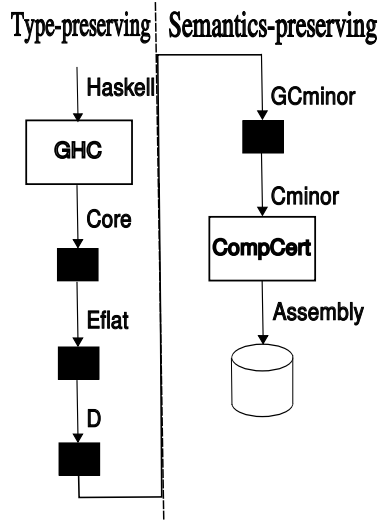 Type-preserving
Semantics-preserving
Haskell
GHC
Core
Eflat
D
GCminor
Cminor
CompCert
Assembly